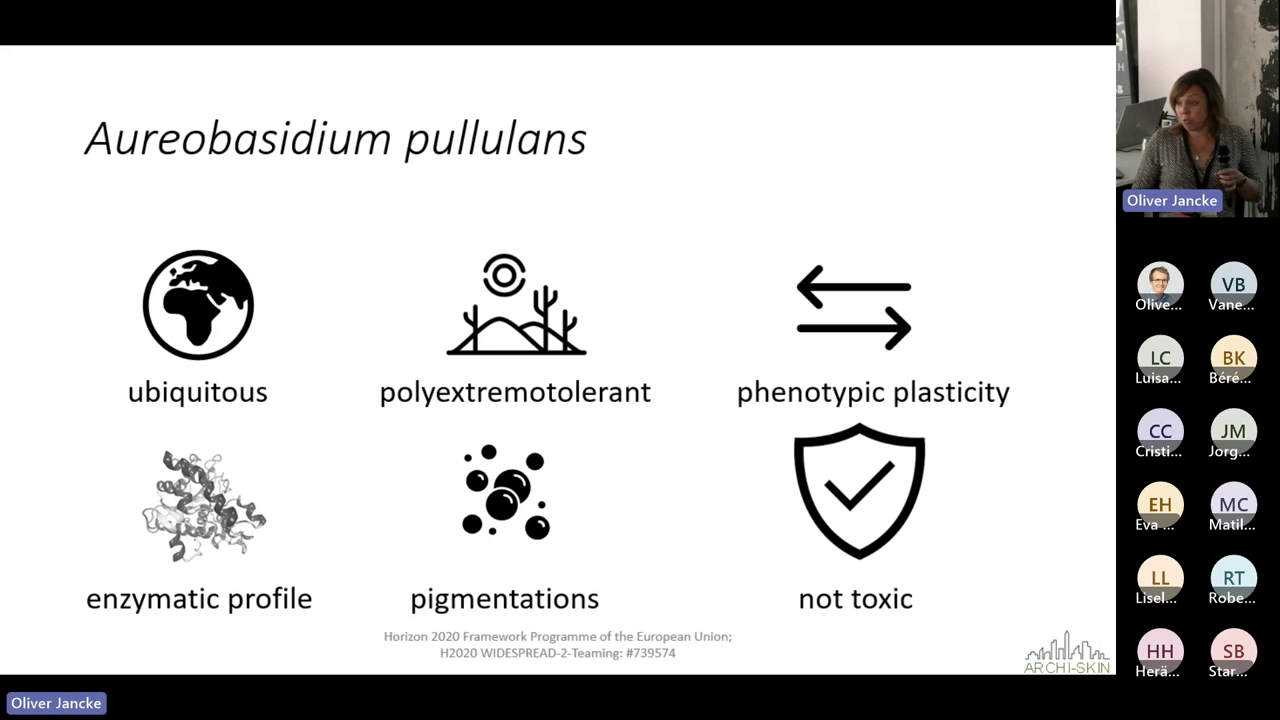 Aureobasidium pullulans
ubiquitous
polyextremotolerant
phenotypic plasticity
enzymatic profile
pigmentations
not toxic
Horizon 2020 Framework Programme of the European Union;
H2020 WIDESPREAD-2-Teaming: #739574
ARCHI-SKIN
Oliver Jancke
Olive...
VB
Vane...
LC
Luisa...
BK
Béré...
CC
Cristi...
JM
Jorg...
EH
Eva ...
MC
Matil...
LL
Lisel...
RT
Robe...
HH
Herä...
SB
Star...
Oliver Jancke